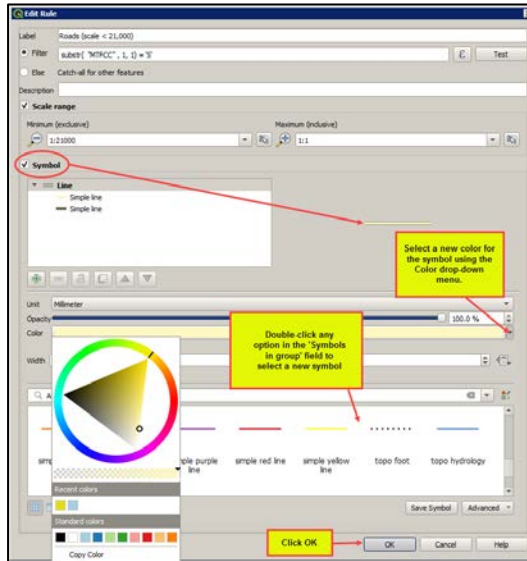 Edit Rule
Label Roads (scale < 21,000)
Filter substr( "MTFCC" , 1, 1) = 'S' ε Test
Else Catch-all for other features
Description
Scale range
Minimum (exclusive) Maximum (inclusive)
1:21000 1:1
Symbol
Line
Simple line
Simple line
Select a new color for
the symbol using the
Color drop-down
menu.
Unit Millimeter
Opacity 100.0 %
Color
Double-click any
option in the 'Symbols
in group' field to
select a new symbol
Width
simple red line simple yellow line topo foot topo hydrology
purple line
Recent colors
Standard colors
Copy Color
Save Symbol Advanced
Click OK
OK Cancel Help